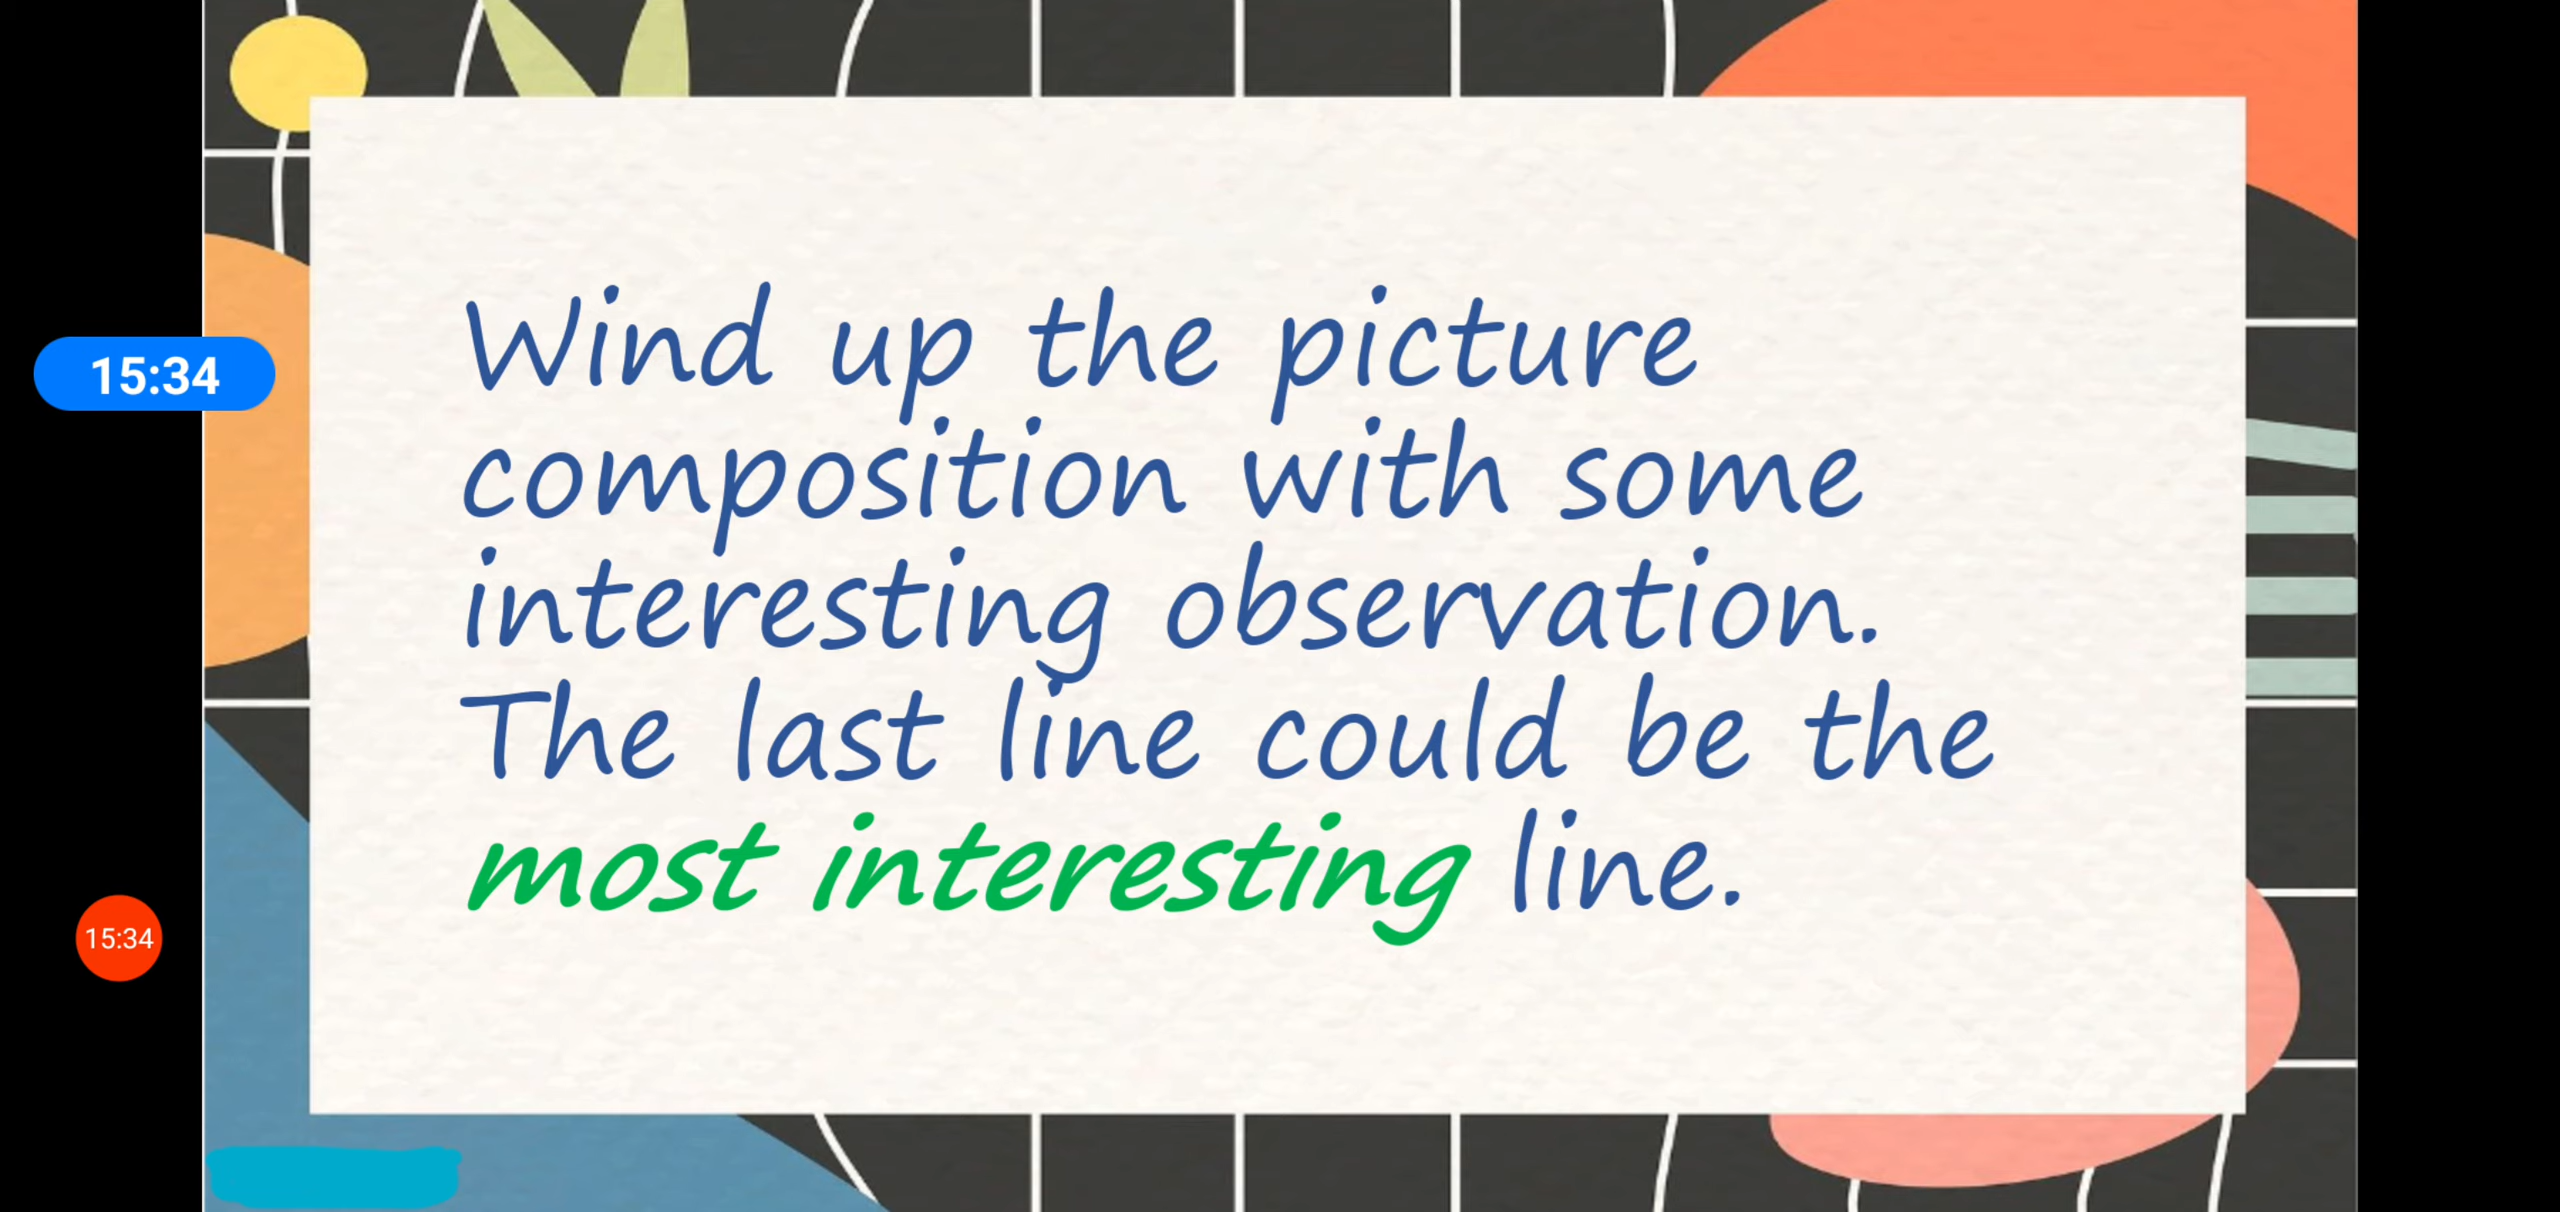 Wind up the picture
15:34
composition with some
interesting observation.
The last line could be the
most interesting line.
15:34